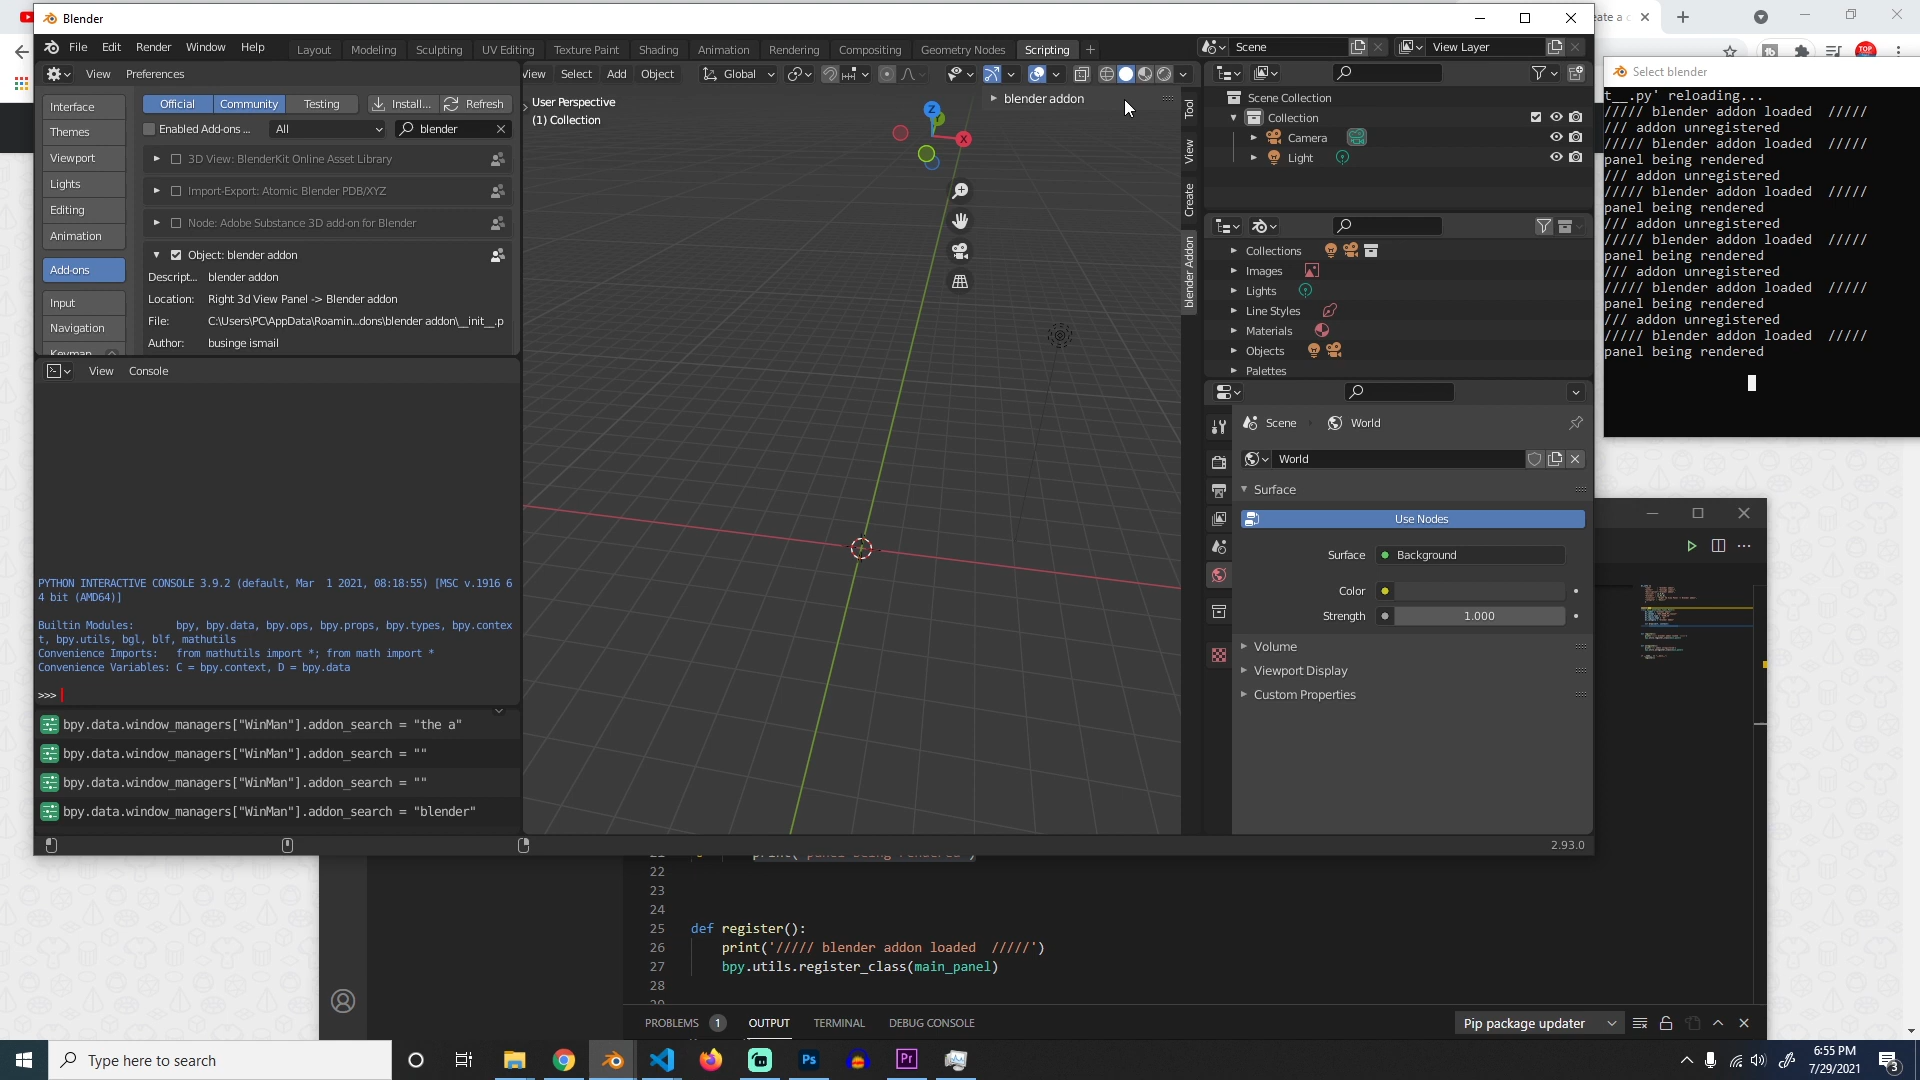 Blender
eate a c
File Edit Render Window Help
Layout Modeling Sculpting UV Editing Texture Paint Shading Animation Rendering Compositing Geometry Nodes Scripting
Scene
View Layer
View Preferences
View Select Add Object
Global
Interface
Themes
Viewport
Lights
Editing
Animation
Add-ons
Input
Navigation
Keymap
Official Community Testing
Install... Refresh
Enabled Add-ons ... All blender
3D View: BlenderKit Online Asset Library
Import-Export: Atomic Blender PDB/XYZ
Node: Adobe Substance 3D add-on for Blender
Object: blender addon
Descript... blender addon
Location: Right 3d View Panel -> Blender addon
File: C:\Users\PC\AppData\Roamin...dons\blender addon\__init__.p
Author: businge ismail
User Perspective
(1) Collection
Z
Y
X
blender addon
Tool
View
Create
blender Addon
Scene Collection
Collection
Camera
Light
Collections
Images
Lights
Line Styles
Materials
Objects
Palettes
Scene World
World
Surface
Use Nodes
Surface Background
Color
Strength 1.000
Volume
Viewport Display
Custom Properties
2.93.0
View Console
PYTHON INTERACTIVE CONSOLE 3.9.2 (default, Mar  1 2021, 08:18:55) [MSC v.1916 6
4 bit (AMD64)]
Builtin Modules:       bpy, bpy.data, bpy.ops, bpy.props, bpy.types, bpy.contex
t, bpy.utils, bgl, blf, mathutils
Convenience Imports:   from mathutils import *; from math import *
Convenience Variables: C = bpy.context, D = bpy.data
>>>
bpy.data.window_managers["WinMan"].addon_search = "the a"
bpy.data.window_managers["WinMan"].addon_search = ""
bpy.data.window_managers["WinMan"].addon_search = ""
bpy.data.window_managers["WinMan"].addon_search = "blender"
TOP
Select blender
t__.py' reloading...
///// blender addon loaded  /////
/// addon unregistered
///// blender addon loaded  /////
panel being rendered
/// addon unregistered
///// blender addon loaded  /////
panel being rendered
/// addon unregistered
///// blender addon loaded  /////
panel being rendered
/// addon unregistered
///// blender addon loaded  /////
panel being rendered
/// addon unregistered
///// blender addon loaded  /////
panel being rendered
21 print('panel being rendered')
22
23
24
25 def register():
26 print('///// blender addon loaded  /////')
27 bpy.utils.register_class(main_panel)
28
29
PROBLEMS 1 OUTPUT TERMINAL DEBUG CONSOLE
Pip package updater
Type here to search
Ps
Pr
6:55 PM
7/29/2021
3